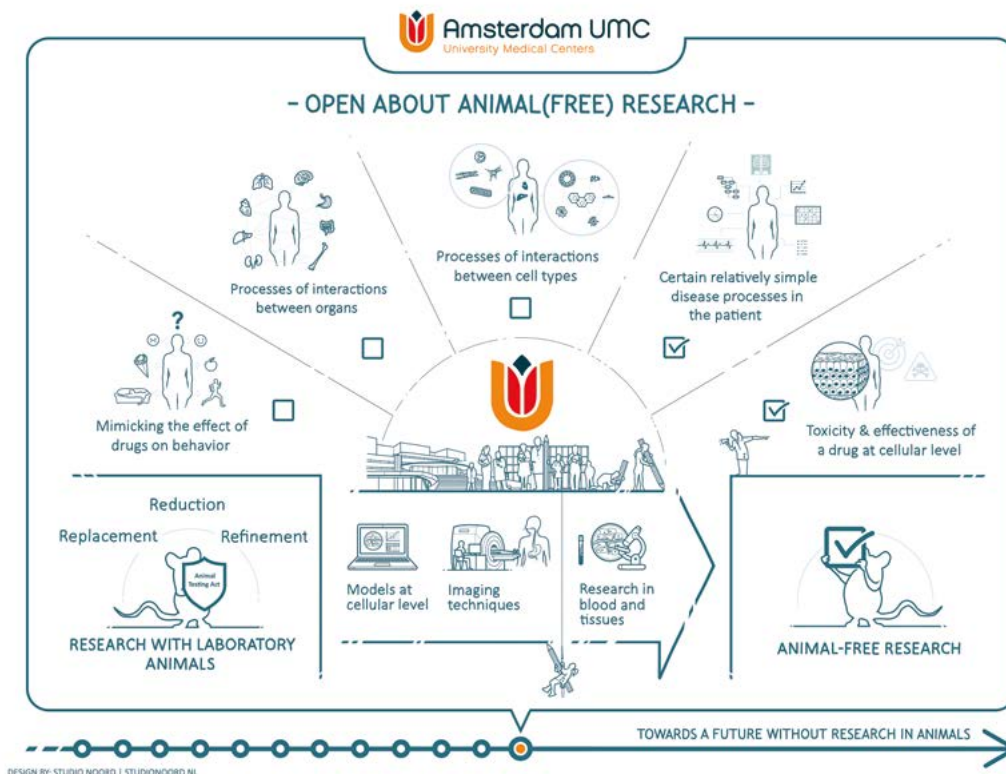 Amsterdam UMC
University Medical Centers
- OPEN ABOUT ANIMAL(FREE) RESEARCH -
Processes of interactions
between organs
Processes of interactions
between cell types
Certain relatively simple
disease processes in
the patient
?
Mimicking the effect of
drugs on behavior
Toxicity & effectiveness of
a drug at cellular level
Reduction
Replacement
Refinement
Animal
Testing Act
RESEARCH WITH LABORATORY
ANIMALS
Models at
cellular level
Imaging
techniques
Research in
blood and
tissues
ANIMAL-FREE RESEARCH
TOWARDS A FUTURE WITHOUT RESEARCH IN ANIMALS
DESIGN BY: STUDIO NOORD | STUDIONOORD.NL